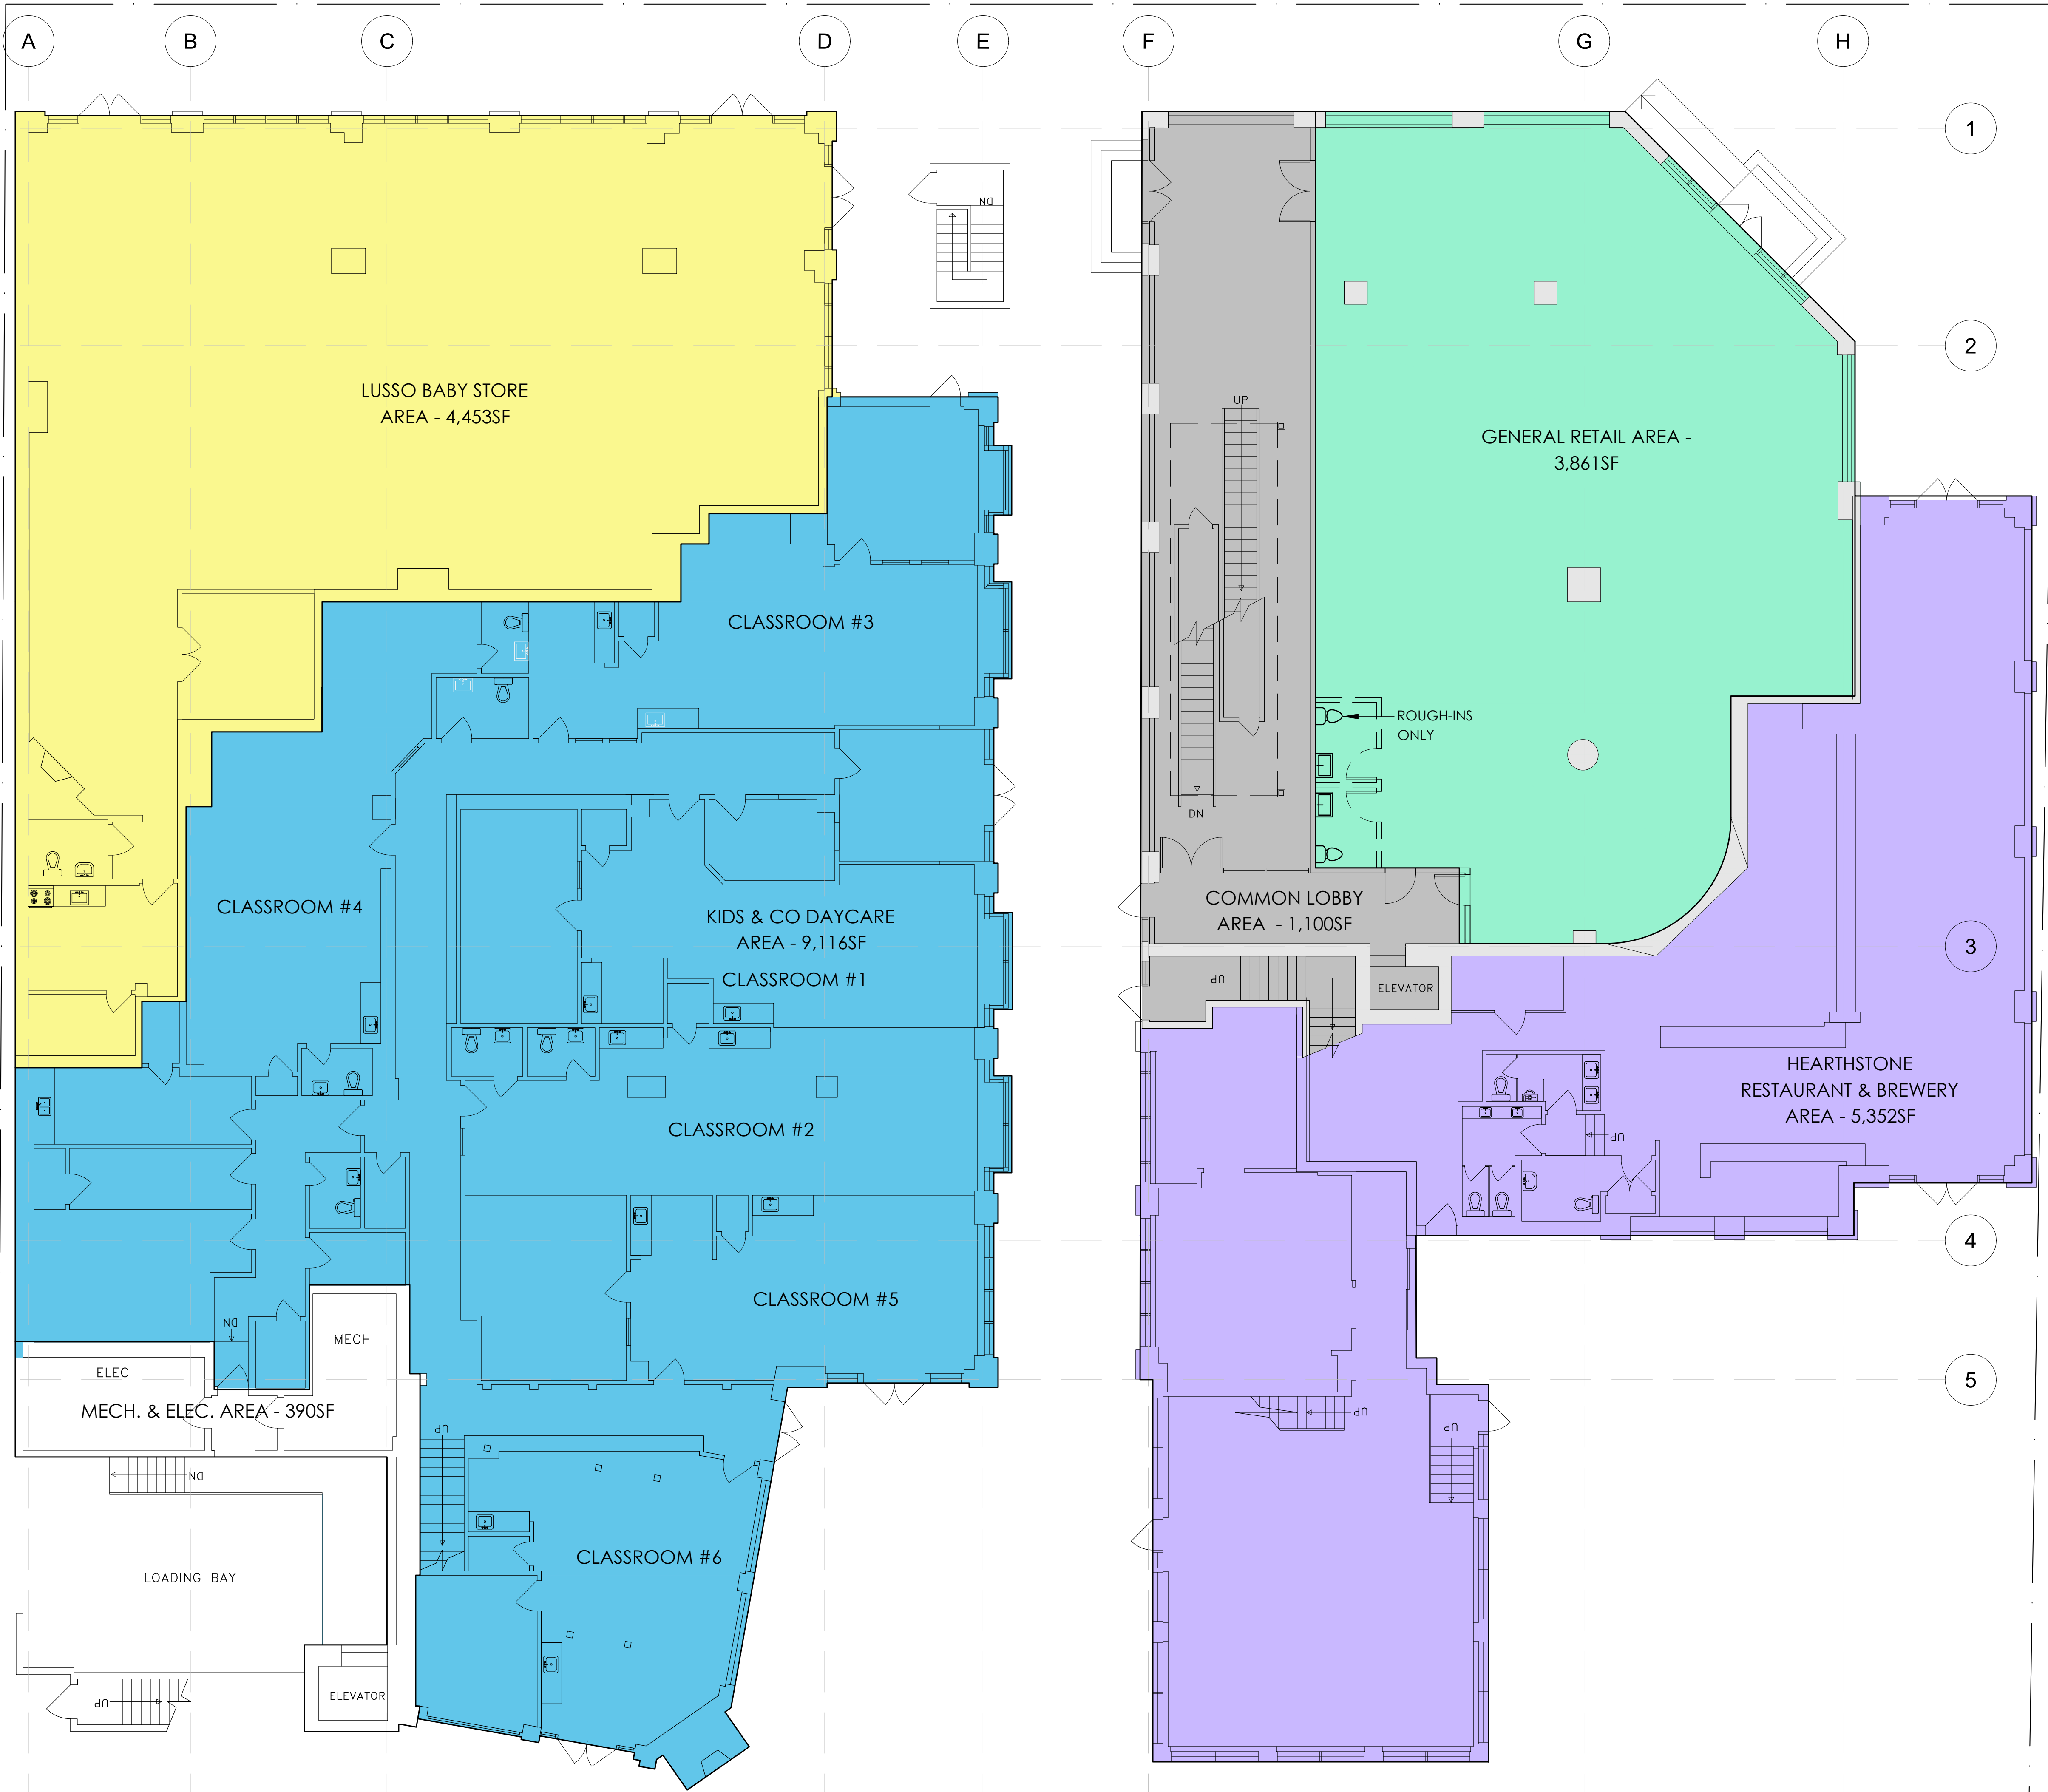 A
B
C
D
E
F
G
H
1
DN
2
LUSSO BABY STORE
AREA - 4,453SF
UP
GENERAL RETAIL AREA -
3,861SF
CLASSROOM #3
ROUGH-INS
ONLY
DN
CLASSROOM #4
KIDS & CO DAYCARE
AREA - 9,116SF
CLASSROOM #1
COMMON LOBBY
AREA - 1,100SF
3
UP
ELEVATOR
HEARTHSTONE
RESTAURANT & BREWERY
AREA - 5,352SF
CLASSROOM #2
UP
4
CLASSROOM #5
DN
MECH
ELEC
5
MECH. & ELEC. AREA - 390SF
UP
UP
UP
DN
LOADING BAY
CLASSROOM #6
ELEVATOR
UP